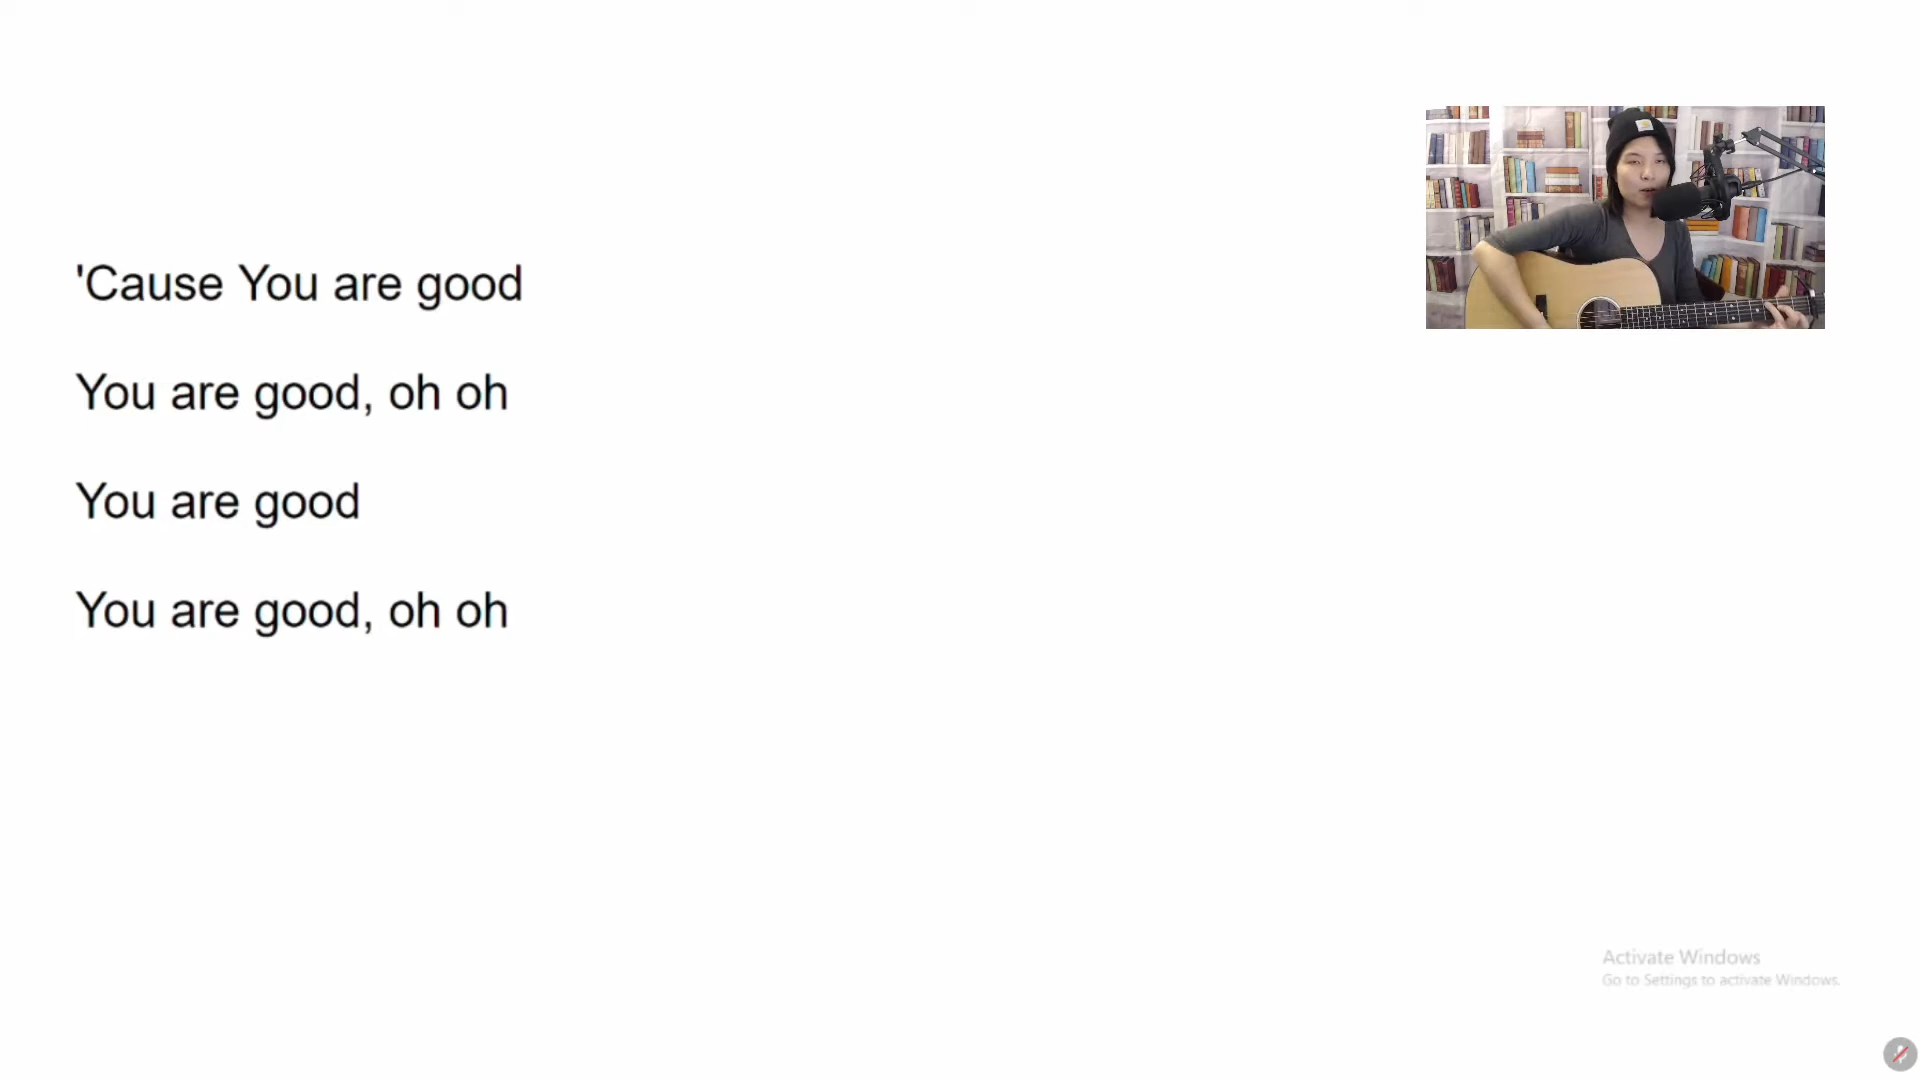 'Cause You are good
You are good, oh oh
You are good
You are good, oh oh
Activate Windows
Go to Settings to activate Windows.